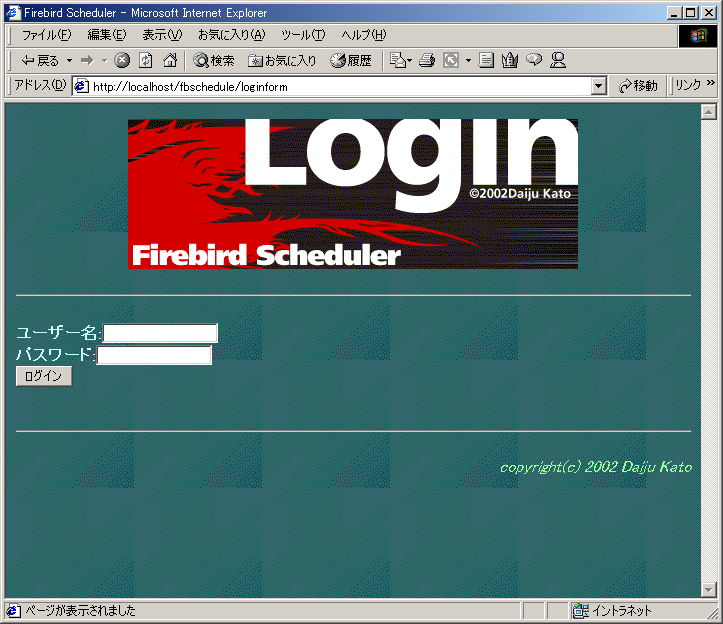 Firebird Scheduler - Microsoft Internet Explorer
ファイル(F) 編集(E) 表示(V) お気に入り(A) ツール(T) ヘルプ(H)
戻る 検索 お気に入り 履歴
アドレス(D) http://localhost/fbschedule/loginform 移動 リンク »
Login
©2002Daiju Kato
Firebird Scheduler
ユーザー名:
パスワード:
ログイン
copyright(c) 2002 Daiju Kato
ページが表示されました イントラネット